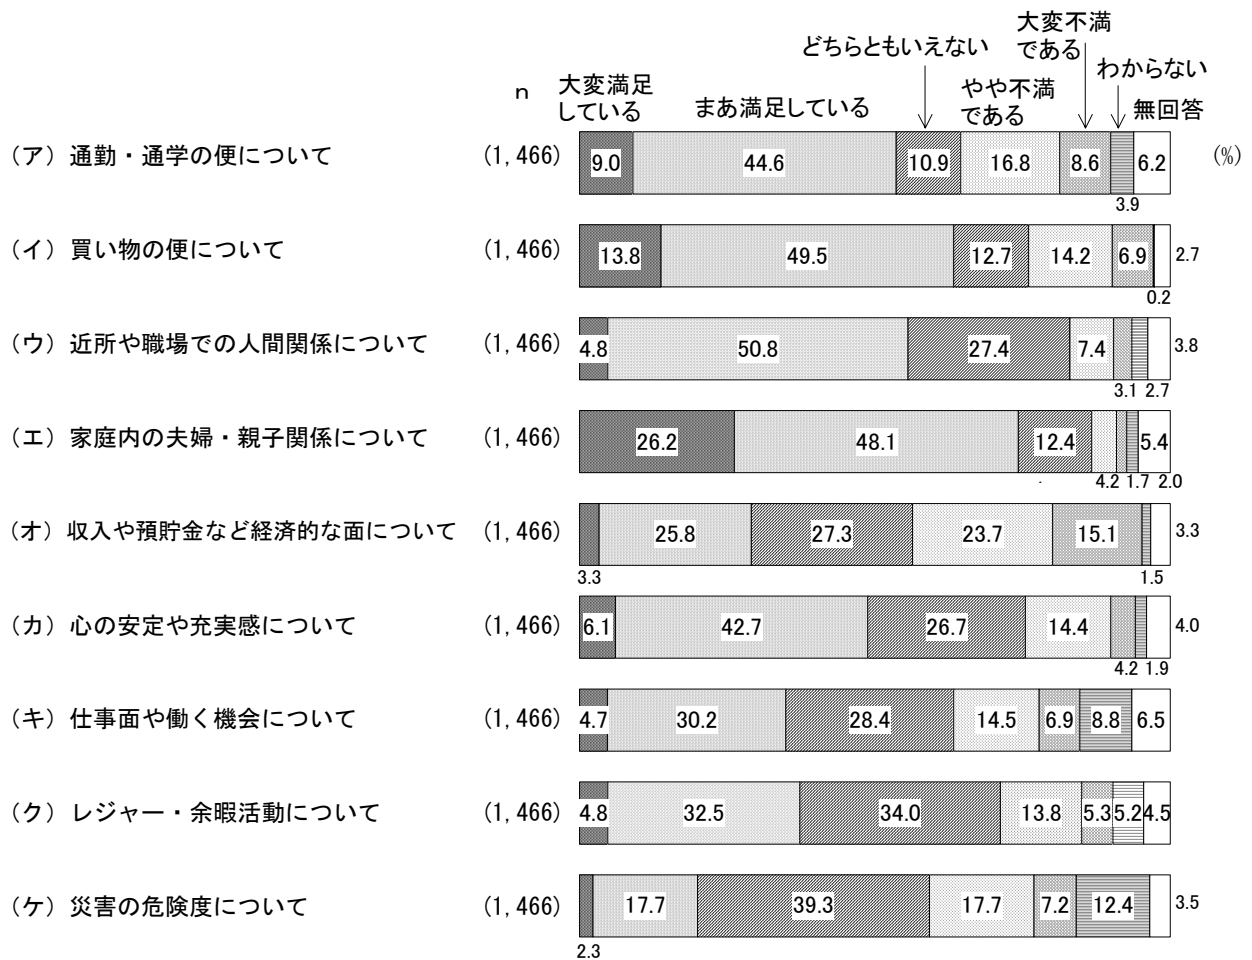 大変不満
である
どちらともいえない
わからない
大変満足
している
n
まあ満足している
やや不満
である
無回答
(%)
（ア）通勤・通学の便について (1,466) 9.0 44.6 10.9 16.8 8.6 6.2
3.9
（イ）買い物の便について (1,466) 13.8 49.5 12.7 14.2 6.9 2.7
0.2
（ウ）近所や職場での人間関係について (1,466) 4.8 50.8 27.4 7.4 3.8
3.1 2.7
（エ）家庭内の夫婦・親子関係について (1,466) 26.2 48.1 12.4 5.4
4.2 1.7 2.0
（オ）収入や預貯金など経済的な面について (1,466) 25.8 27.3 23.7 15.1 3.3
3.3 1.5
（カ）心の安定や充実感について (1,466) 6.1 42.7 26.7 14.4 4.0
4.2 1.9
（キ）仕事面や働く機会について (1,466) 4.7 30.2 28.4 14.5 6.9 8.8 6.5
（ク）レジャー・余暇活動について (1,466) 4.8 32.5 34.0 13.8 5.3 5.2 4.5
（ケ）災害の危険度について (1,466) 17.7 39.3 17.7 7.2 12.4 3.5
2.3